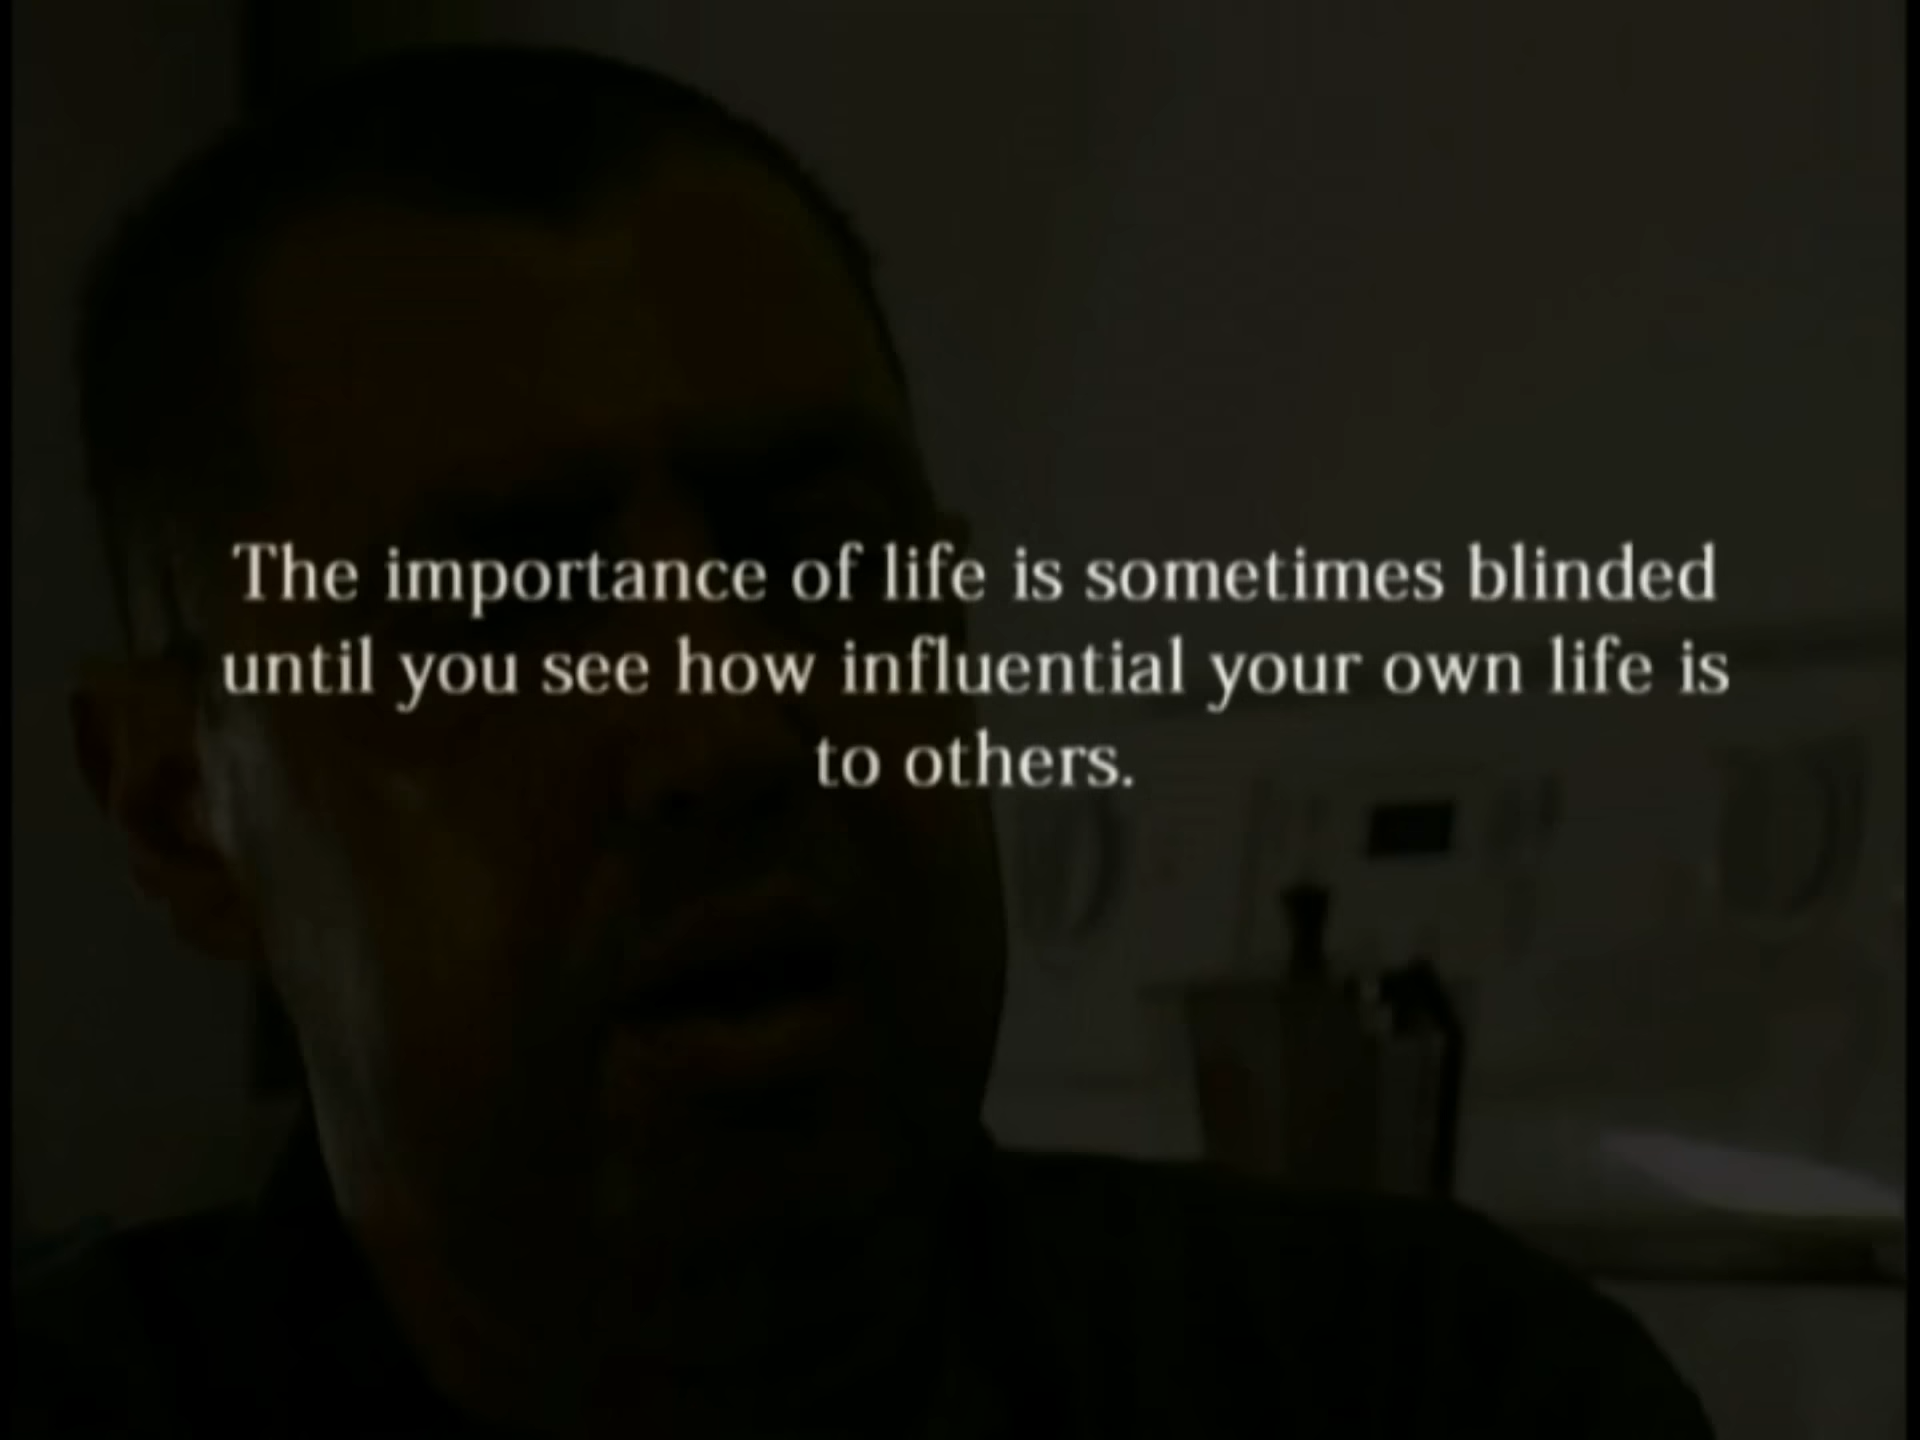 The importance of life is sometimes blinded
until you see how influential your own life is
to others.